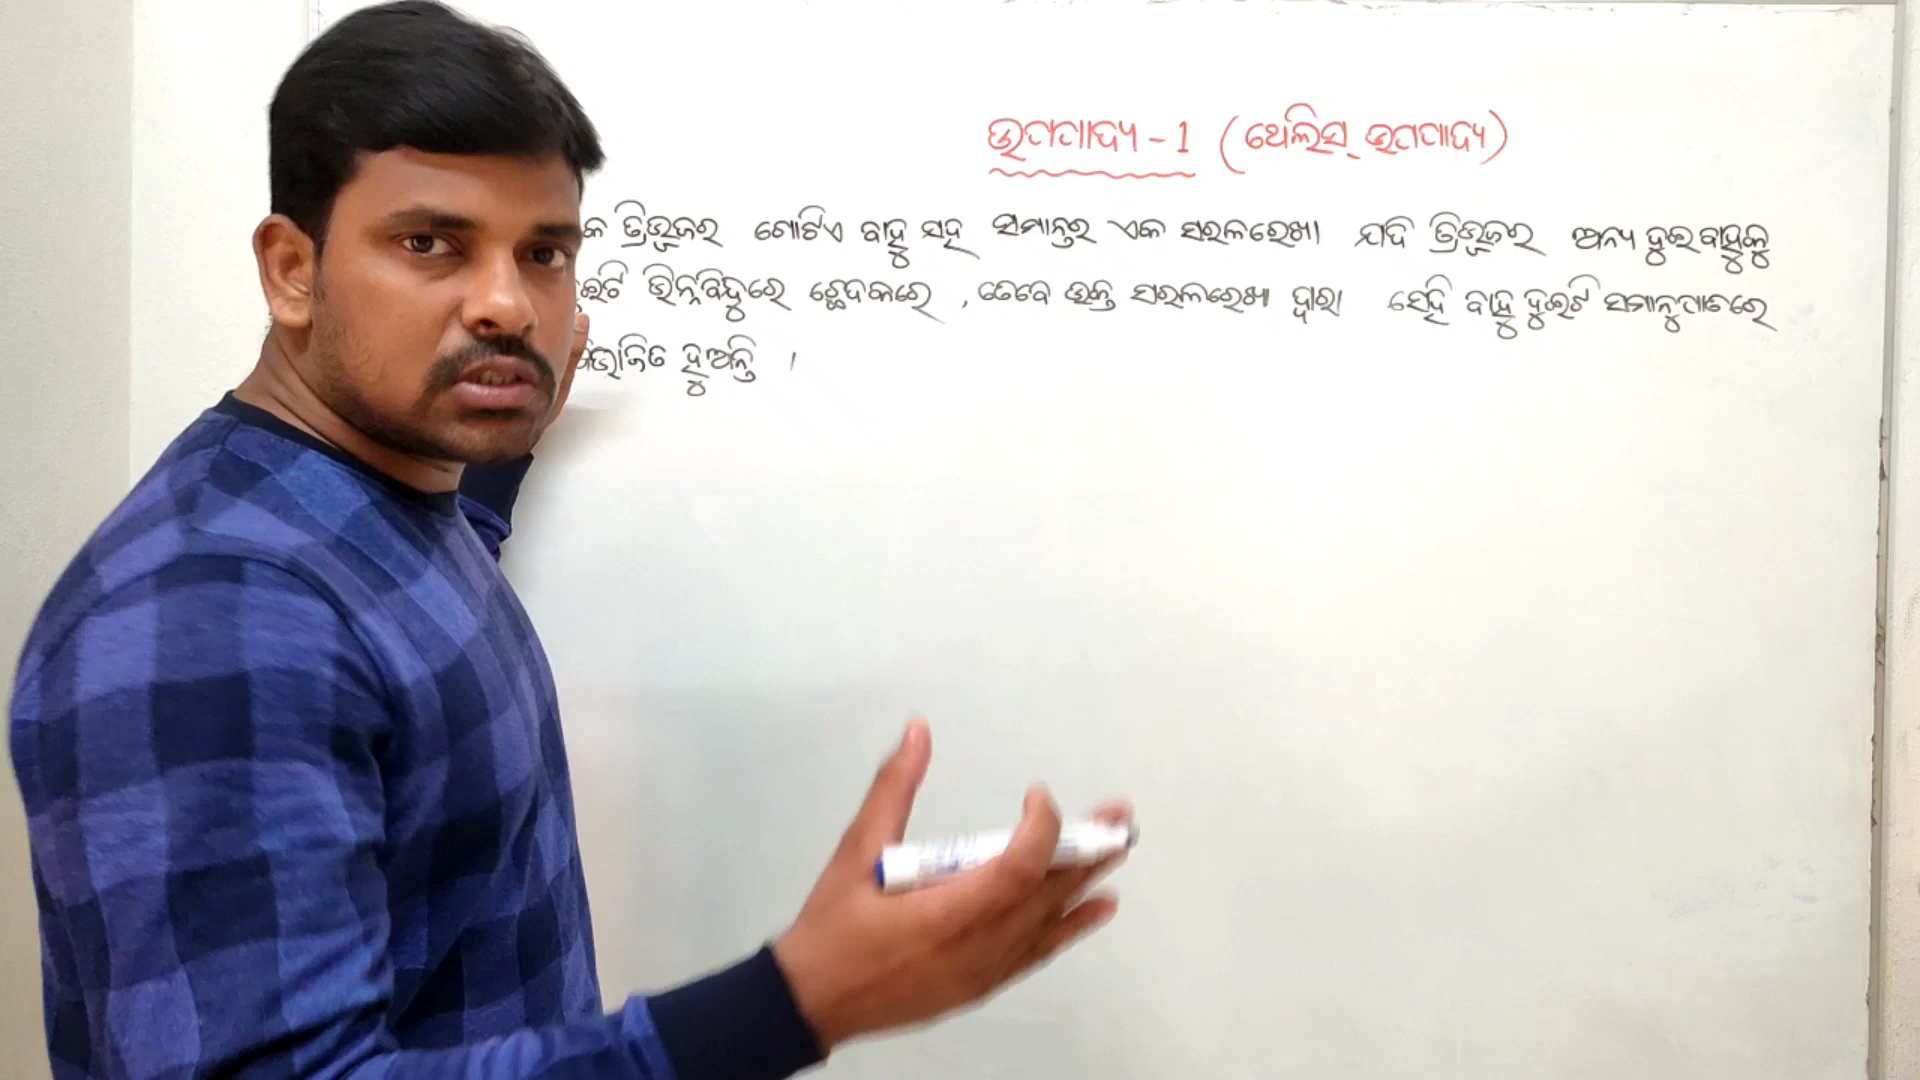 ଉପପାଦ୍ୟ - 1 (ଥେଲିସ୍ ଉପପାଦ୍ୟ)
ତ୍ରିଭୁଜର ଗୋଟିଏ ବାହୁ ସହ ସମାନ୍ତର ଏକ ସରଳରେଖା ଯଦି ତ୍ରିଭୁଜର ଅନ୍ୟ ଦୁଇ ବାହୁକୁ
ଭିନ୍ନବିନ୍ଦୁରେ ଛେଦକରେ , ତେବେ ଉକ୍ତ ସରଳରେଖା ଦ୍ୱାରା ସେହି ବାହୁ ଦୁଇଟି ସମାନୁପାତରେ
ବିଭାଜିତ ହୁଅନ୍ତି ।